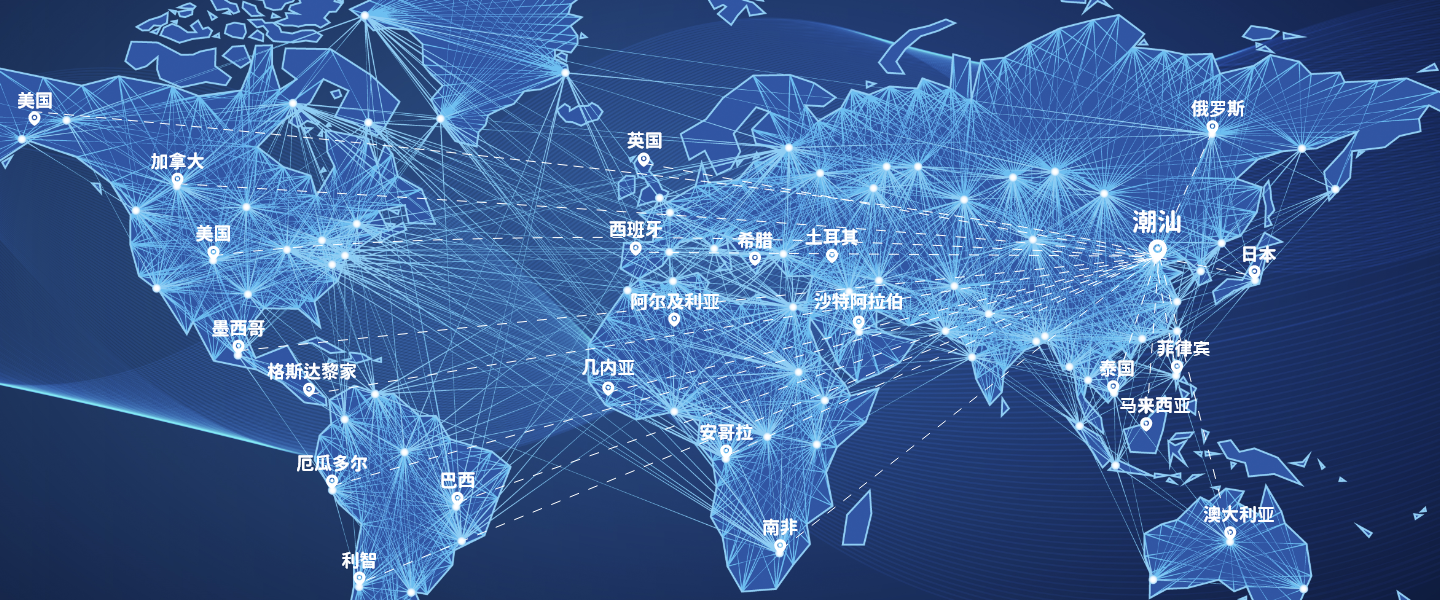 美国
俄罗斯
英国
加拿大
潮汕
西班牙
美国
希腊
土耳其
日本
阿尔及利亚
沙特阿拉伯
墨西哥
菲律宾
格斯达黎家
几内亚
泰国
马来西亚
安哥拉
厄瓜多尔
巴西
澳大利亚
南非
利智